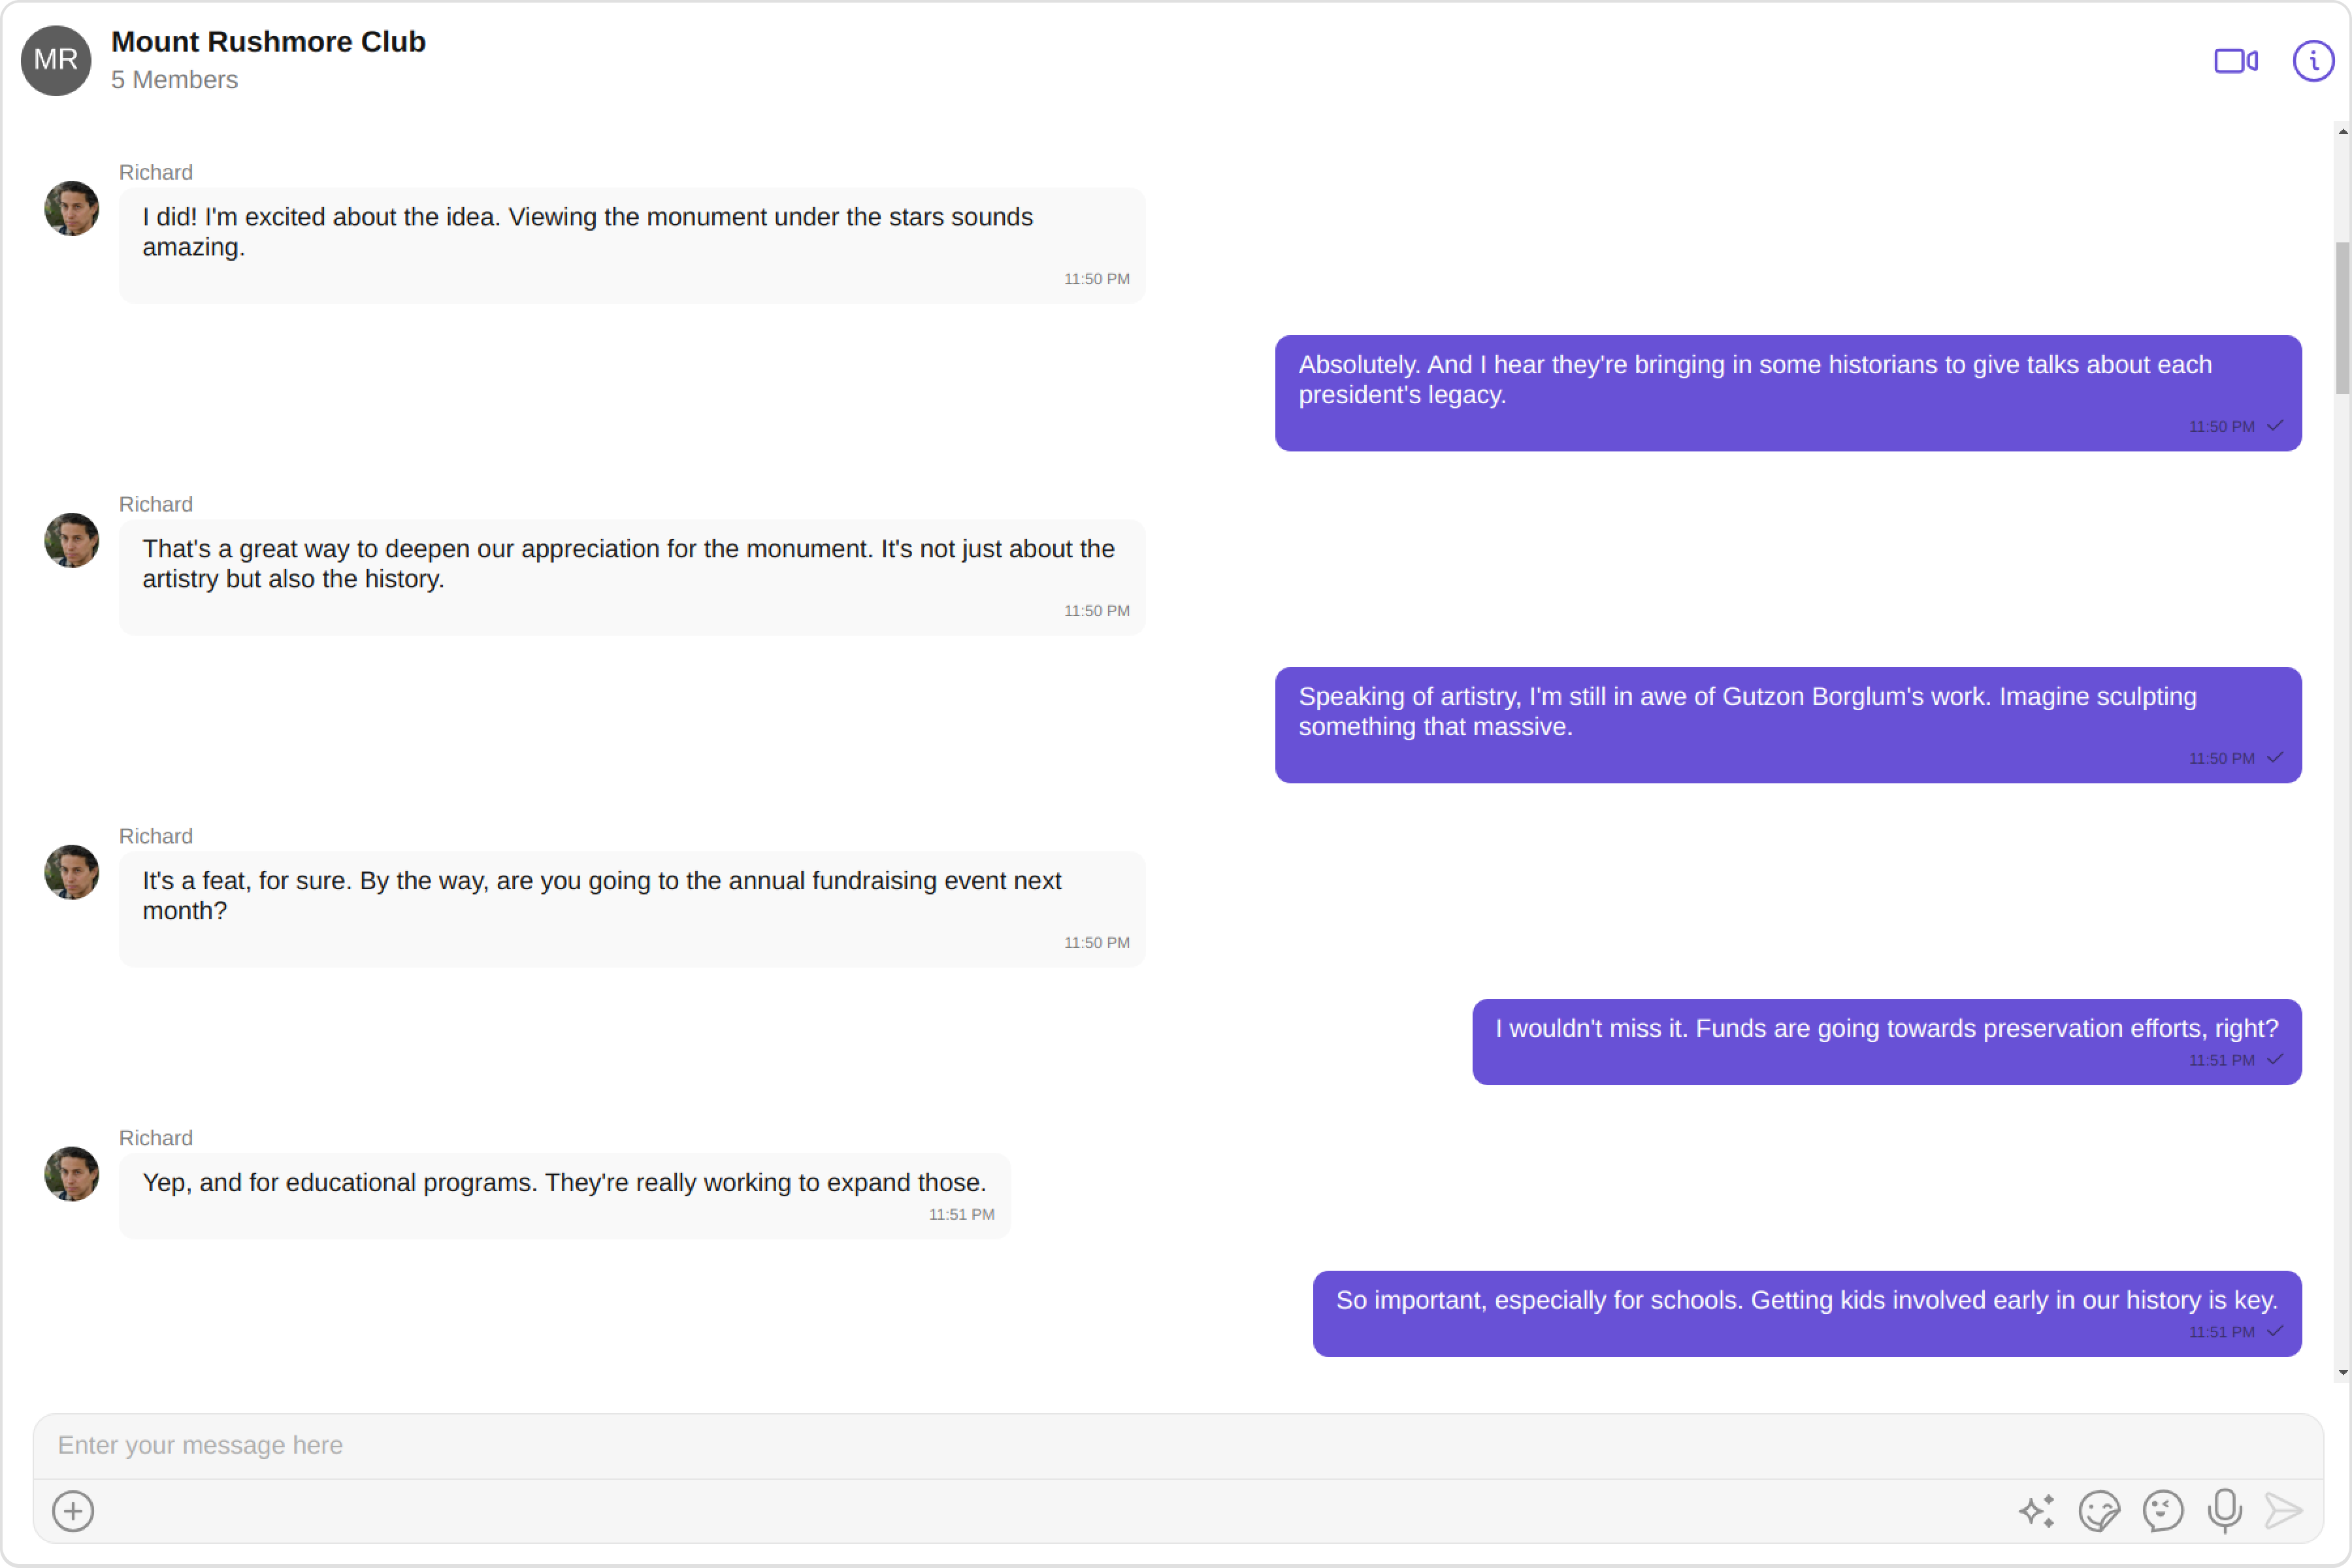 MR
Mount Rushmore Club
5 Members
Richard
I did! I'm excited about the idea. Viewing the monument under the stars sounds
amazing.
11:50 PM
Absolutely. And I hear they're bringing in some historians to give talks about each
president's legacy.
11:50 PM
Richard
That's a great way to deepen our appreciation for the monument. It's not just about the
artistry but also the history.
11:50 PM
Speaking of artistry, I'm still in awe of Gutzon Borglum's work. Imagine sculpting
something that massive.
11:50 PM
Richard
It's a feat, for sure. By the way, are you going to the annual fundraising event next
month?
11:50 PM
I wouldn't miss it. Funds are going towards preservation efforts, right?
11:51 PM
Richard
Yep, and for educational programs. They're really working to expand those.
11:51 PM
So important, especially for schools. Getting kids involved early in our history is key.
11:51 PM
Enter your message here